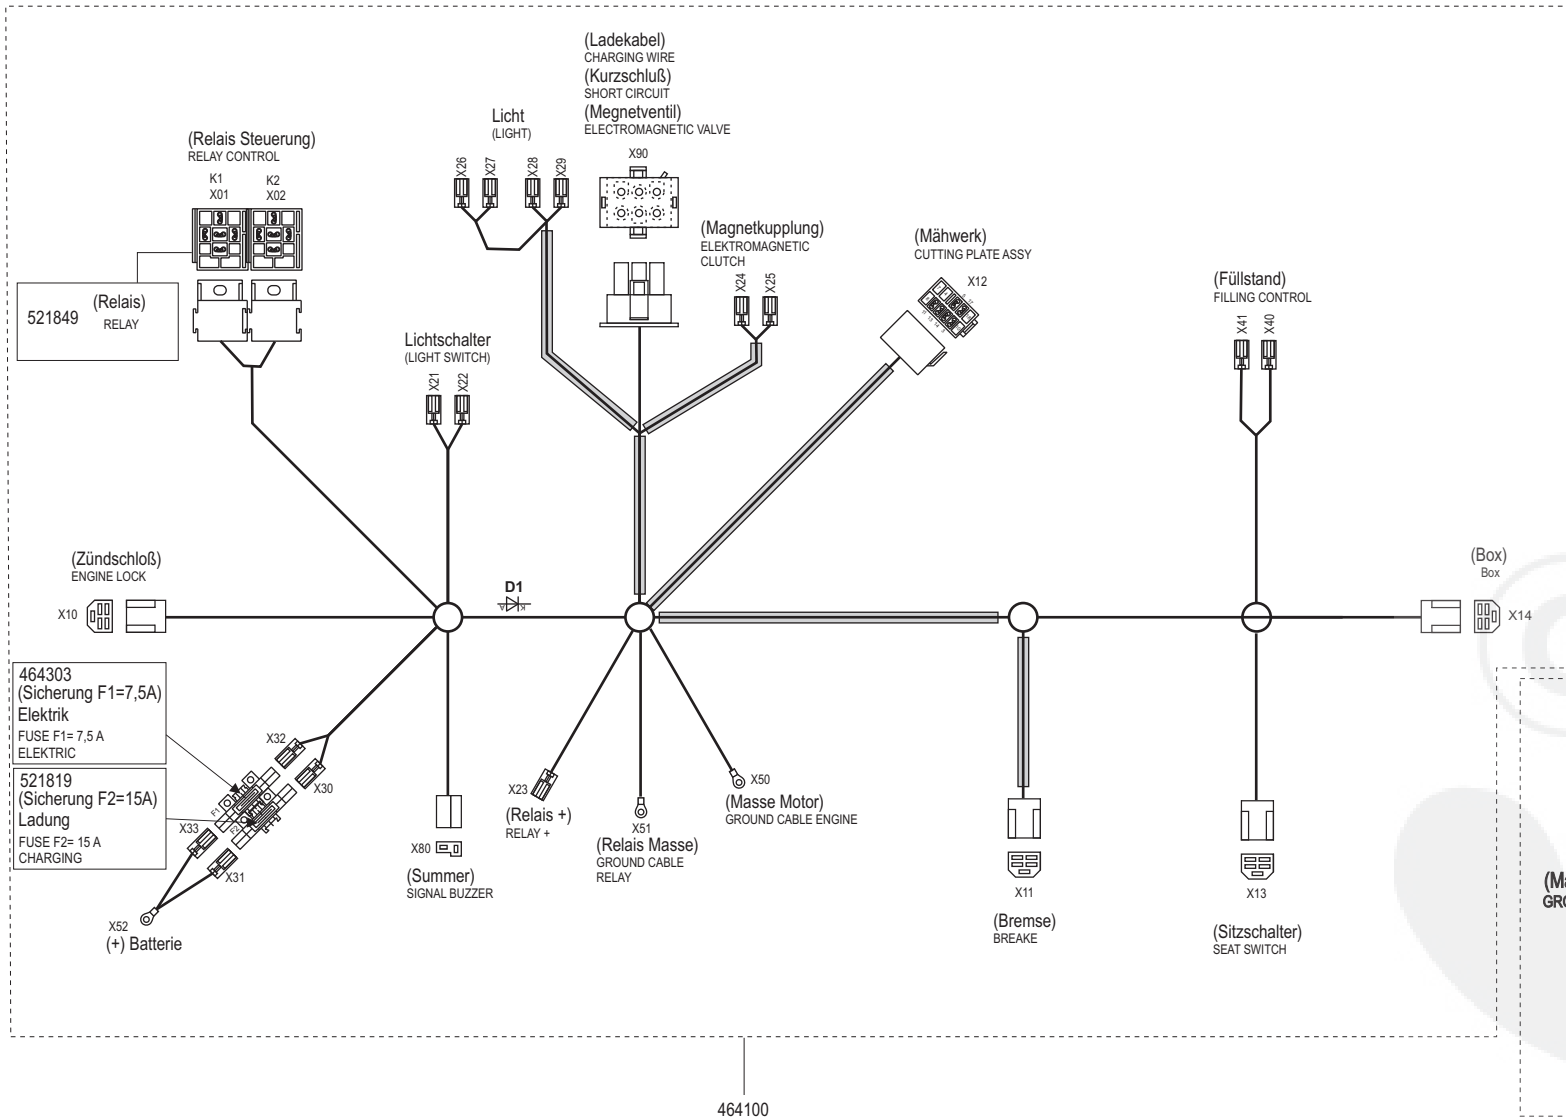 (Ladekabel)
CHARGING WIRE
(Kurzschluß)
SHORT CIRCUIT
(Megnetventil)
ELECTROMAGNETIC VALVE
X90
Licht
(LIGHT)
X26
X27
X28
X29
(Relais Steuerung)
RELAY CONTROL
K1
X01
K2
X02
521849
(Relais)
RELAY
(Magnetkupplung)
ELEKTROMAGNETIC
CLUTCH
X24
X25
(Mähwerk)
CUTTING PLATE ASSY
X12
(Füllstand)
FILLING CONTROL
X41
X40
Lichtschalter
(LIGHT SWITCH)
X21
X22
(Zündschloß)
ENGINE LOCK
X10
D1
A
K
(Box)
Box
X14
464303
(Sicherung F1=7,5A)
Elektrik
FUSE F1= 7,5 A
ELEKTRIC
521819
(Sicherung F2=15A)
Ladung
FUSE F2= 15 A
CHARGING
X32
X30
F1
F2
X33
X31
X52
(+) Batterie
X80
(Summer)
SIGNAL BUZZER
X23
(Relais +)
RELAY +
X51
(Relais Masse)
GROUND CABLE
RELAY
X50
(Masse Motor)
GROUND CABLE ENGINE
X11
(Bremse)
BREAKE
X13
(Sitzschalter)
SEAT SWITCH
(Ma
GRO
464100